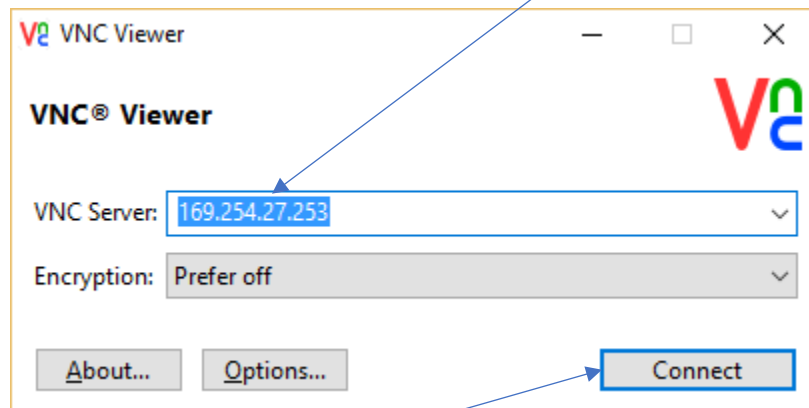 VNC Viewer
VNC® Viewer
VNC Server: 169.254.27.253
Encryption: Prefer off
About... Options... Connect